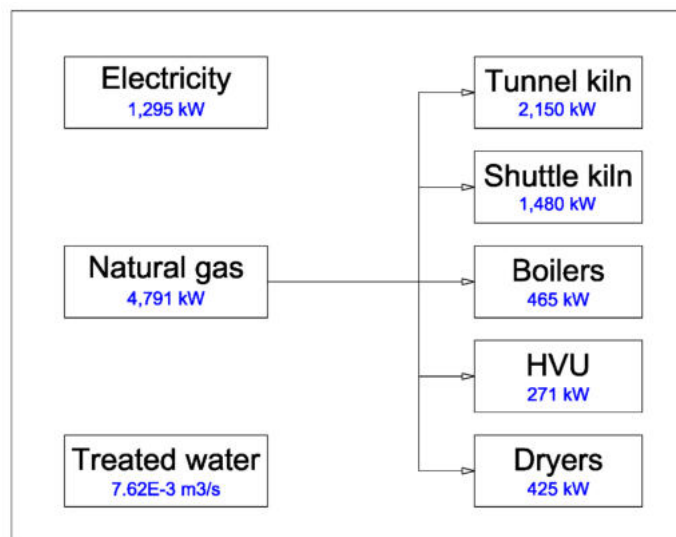 Electricity
1,295 kW
Natural gas
4,791 kW
Treated water
7.62E-3 m3/s
Tunnel kiln
2,150 kW
Shuttle kiln
1,480 kW
Boilers
465 kW
HVU
271 kW
Dryers
425 kW